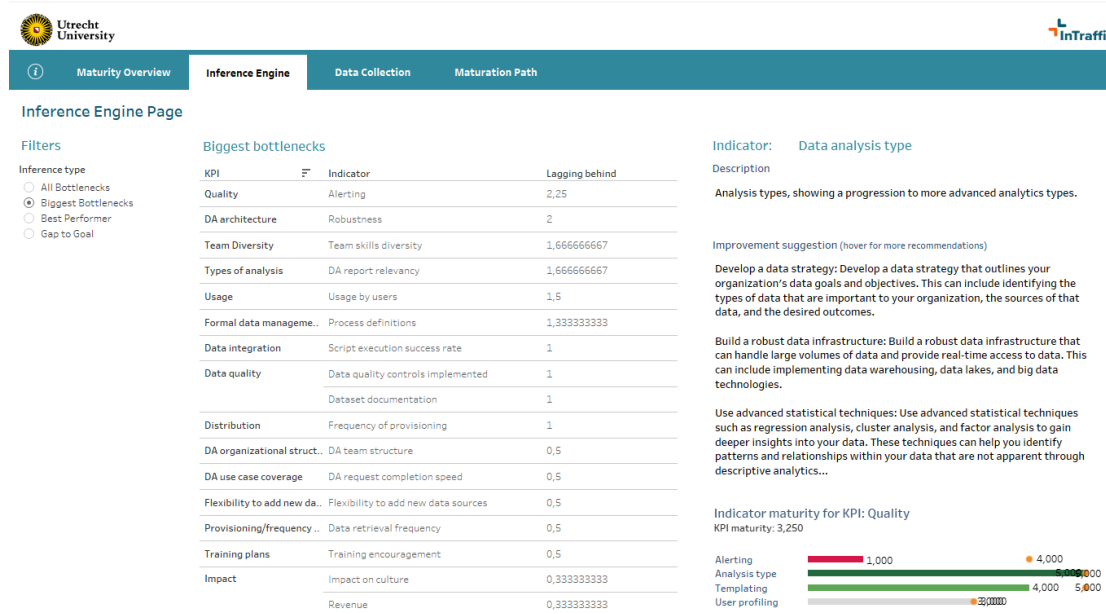 Utrecht
University
InTraffi
i Maturity Overview Inference Engine Data Collection Maturation Path
Inference Engine Page
Filters
Inference type
All Bottlenecks
Biggest Bottlenecks
Best Performer
Gap to Goal
Biggest bottlenecks
KPI Indicator Lagging behind
Quality Alerting 2,25
DA architecture Robustness 2
Team Diversity Team skills diversity 1,666666667
Types of analysis DA report relevancy 1,666666667
Usage Usage by users 1,5
Formal data manageme.. Process definitions 1,333333333
Data integration Script execution success rate 1
Data quality Data quality controls implemented 1
Dataset documentation 1
Distribution Frequency of provisioning 1
DA organizational struct.. DA team structure 0,5
DA use case coverage DA request completion speed 0,5
Flexibility to add new da.. Flexibility to add new data sources 0,5
Provisioning/frequency .. Data retrieval frequency 0,5
Training plans Training encouragement 0,5
Impact Impact on culture 0,333333333
Revenue 0,333333333
Indicator: Data analysis type
Description
Analysis types, showing a progression to more advanced analytics types.
Improvement suggestion (hover for more recommendations)
Develop a data strategy: Develop a data strategy that outlines your
organization's data goals and objectives. This can include identifying the
types of data that are important to your organization, the sources of that
data, and the desired outcomes.
Build a robust data infrastructure: Build a robust data infrastructure that
can handle large volumes of data and provide real-time access to data. This
can include implementing data warehousing, data lakes, and big data
technologies.
Use advanced statistical techniques: Use advanced statistical techniques
such as regression analysis, cluster analysis, and factor analysis to gain
deeper insights into your data. These techniques can help you identify
patterns and relationships within your data that are not apparent through
descriptive analytics...
Indicator maturity for KPI: Quality
KPI maturity: 3,250
Alerting 1,000 4,000
Analysis type
Templating 4,000 5,000
User profiling